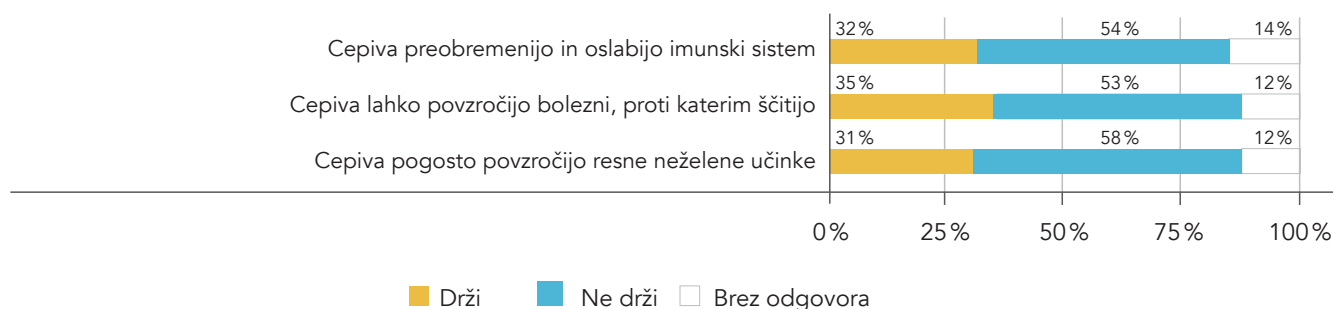 32 % 54 % 14 %
Cepiva preobremenijo in oslabijo imunski sistem
35 % 53 % 12 %
Cepiva lahko povzročijo bolezni, proti katerim ščitijo
31 % 58 % 12 %
Cepiva pogosto povzročijo resne neželene učinke
0 % 25 % 50 % 75 % 100 %
Drži Ne drži Brez odgovora